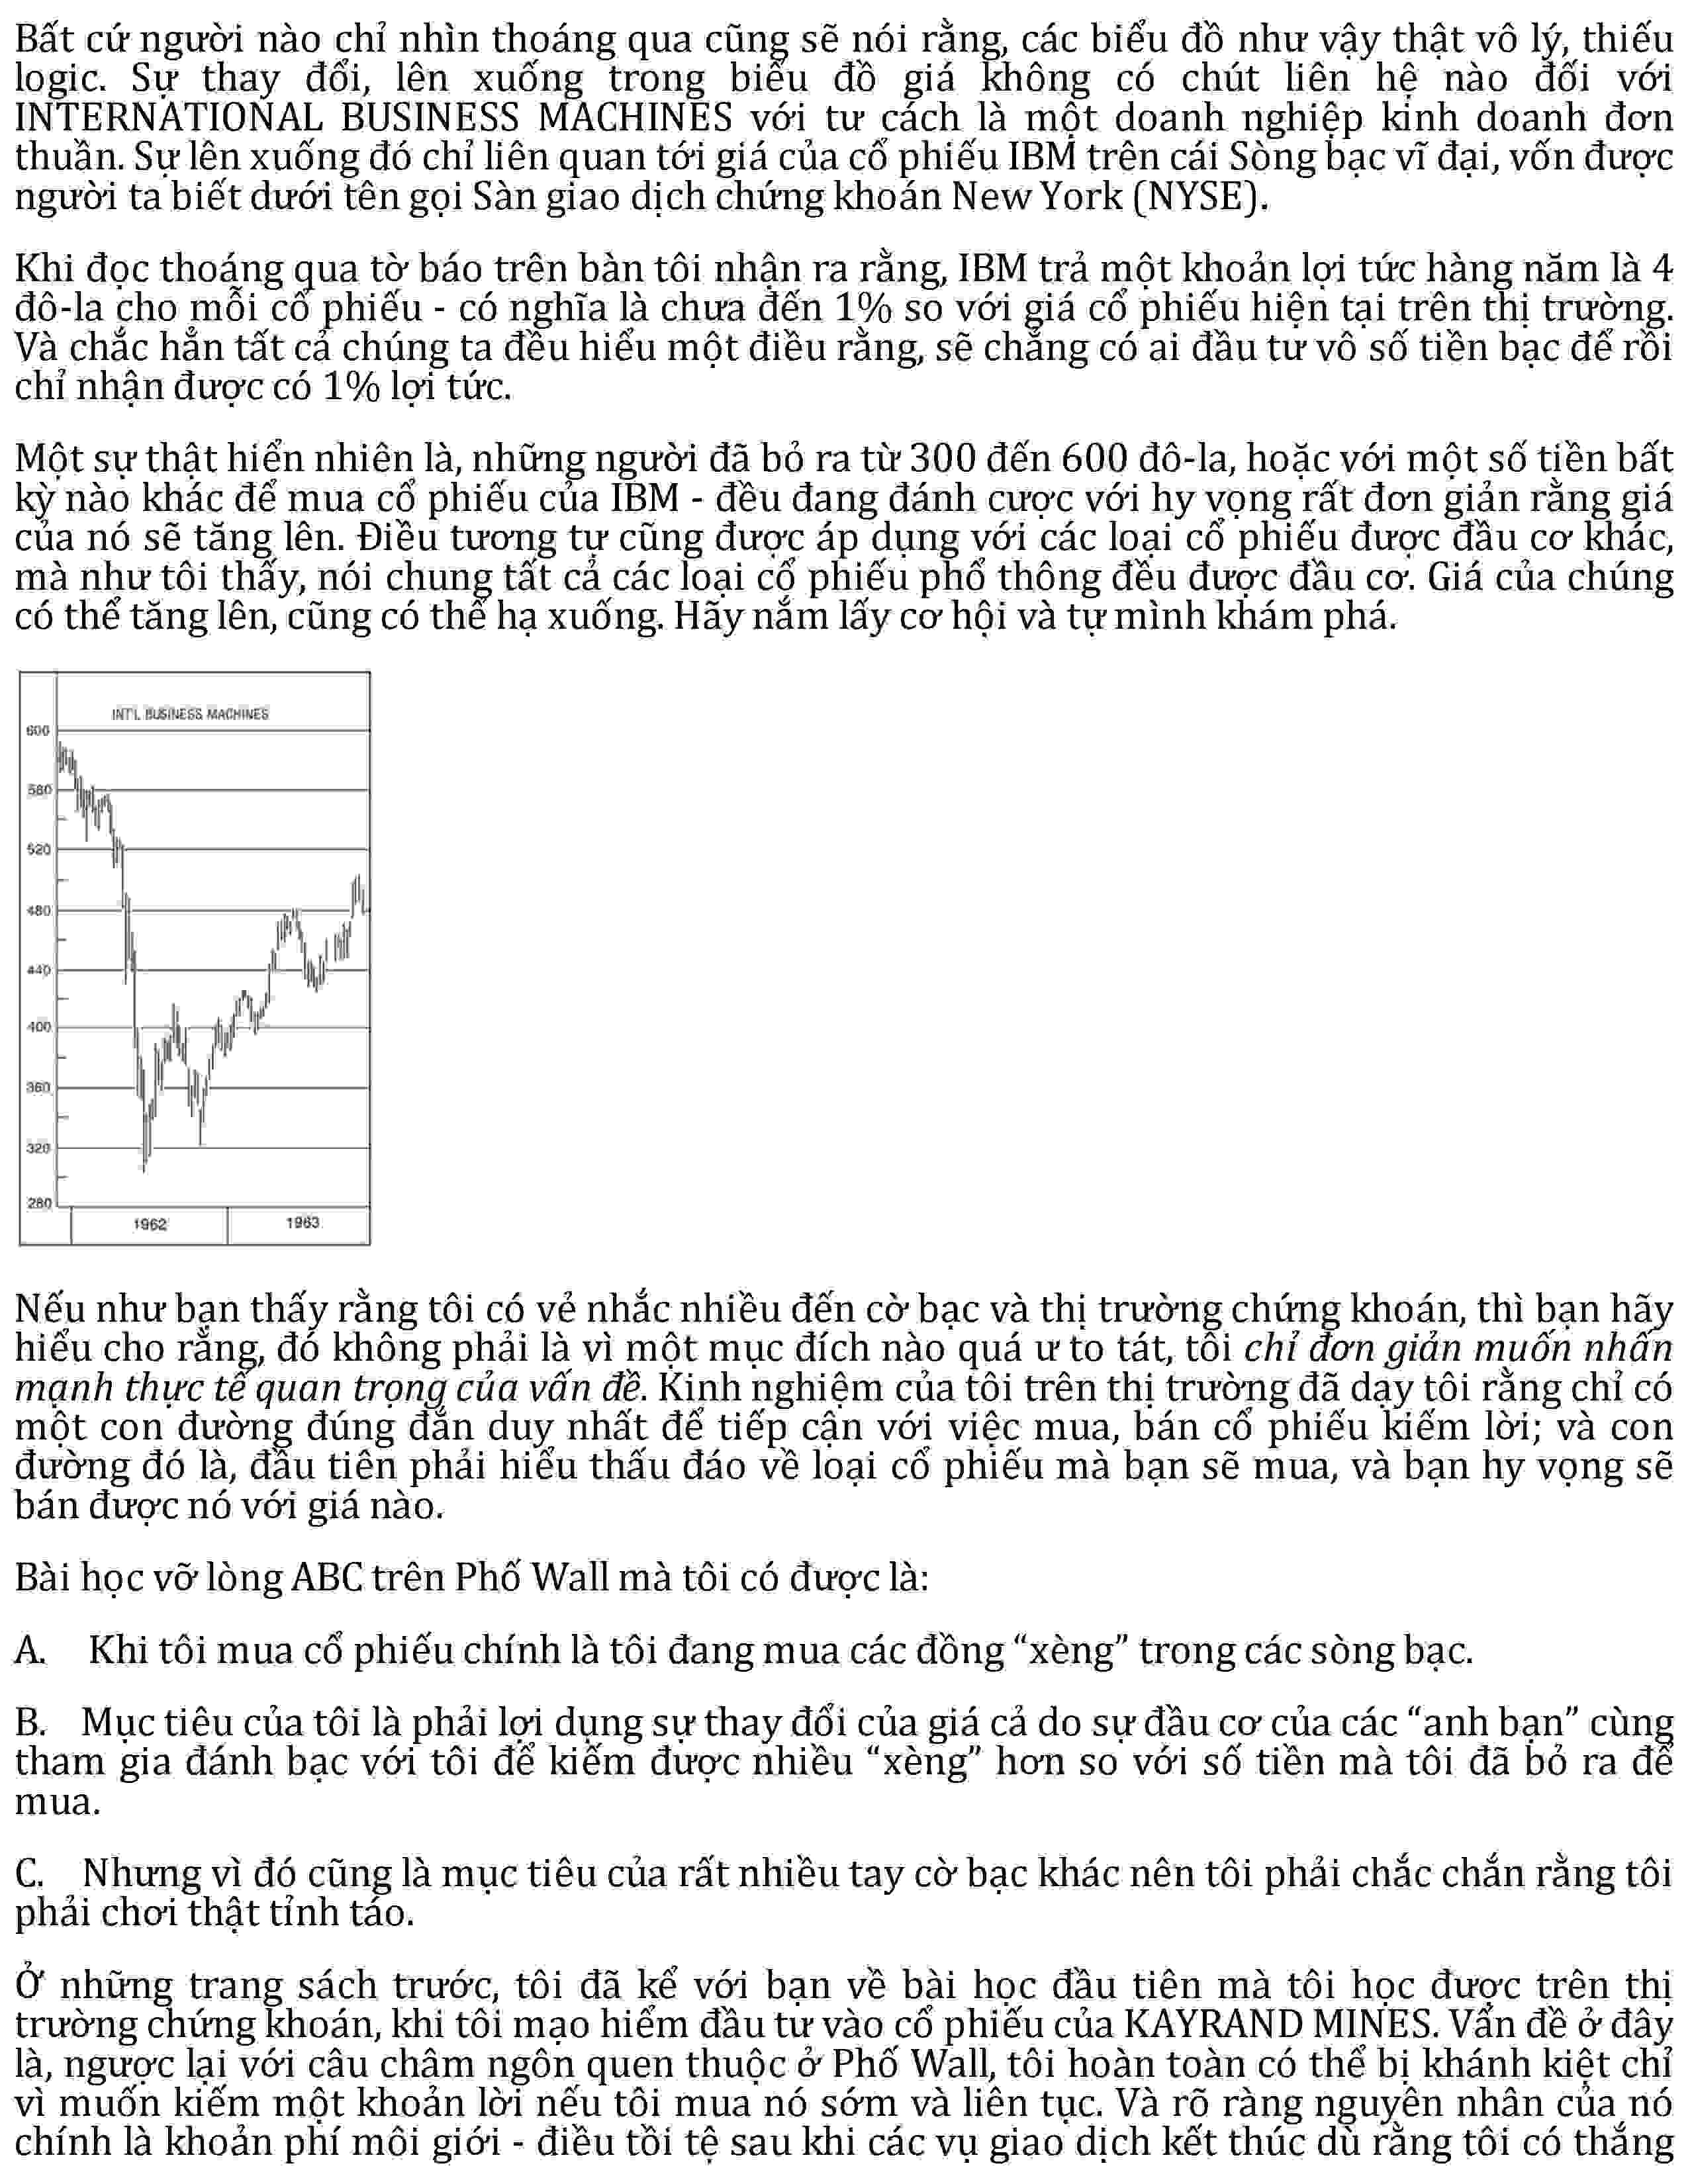 Bất cứ người nào chỉ nhìn thoáng qua cũng sẽ nói rằng, các biểu đồ như vậy thật vô lý, thiếu
logic. Sự thay đổi, lên xuống trong biểu đồ giá không có chút liên hệ nào đối với
INTERNATIONAL BUSINESS MACHINES với tư cách là một doanh nghiệp kinh doanh đơn
thuần. Sự lên xuống đó chỉ liên quan tới giá của cổ phiếu IBM trên cái Sòng bạc vĩ đại, vốn được
người ta biết dưới tên gọi Sàn giao dịch chứng khoán New York (NYSE).
Khi đọc thoáng qua tờ báo trên bàn tôi nhận ra rằng, IBM trả một khoản lợi tức hàng năm là 4
đô-la cho mỗi cổ phiếu - có nghĩa là chưa đến 1% so với giá cổ phiếu hiện tại trên thị trường.
Và chắc hẳn tất cả chúng ta đều hiểu một điều rằng, sẽ chẳng có ai đầu tư vô số tiền bạc để rồi
chỉ nhận được có 1% lợi tức.
Một sự thật hiển nhiên là, những người đã bỏ ra từ 300 đến 600 đô-la, hoặc với một số tiền bất
kỳ nào khác để mua cổ phiếu của IBM - đều đang đánh cược với hy vọng rất đơn giản rằng giá
của nó sẽ tăng lên. Điều tương tự cũng được áp dụng với các loại cổ phiếu được đầu cơ khác,
mà như tôi thấy, nói chung tất cả các loại cổ phiếu phổ thông đều được đầu cơ. Giá của chúng
có thể tăng lên, cũng có thể hạ xuống. Hãy nắm lấy cơ hội và tự mình khám phá.
INT'L BUSINESS MACHINES
600
560
520
480
440
400
360
320
280
1962 1963
Nếu như bạn thấy rằng tôi có vẻ nhắc nhiều đến cờ bạc và thị trường chứng khoán, thì bạn hãy
hiểu cho rằng, đó không phải là vì một mục đích nào quá ư to tát, tôi chỉ đơn giản muốn nhấn
mạnh thực tế quan trọng của vấn đề. Kinh nghiệm của tôi trên thị trường đã dạy tôi rằng chỉ có
một con đường đúng đắn duy nhất để tiếp cận với việc mua, bán cổ phiếu kiếm lời; và con
đường đó là, đầu tiên phải hiểu thấu đáo về loại cổ phiếu mà bạn sẽ mua, và bạn hy vọng sẽ
bán được nó với giá nào.
Bài học vỡ lòng ABC trên Phố Wall mà tôi có được là:
A. Khi tôi mua cổ phiếu chính là tôi đang mua các đồng “xèng” trong các sòng bạc.
B. Mục tiêu của tôi là phải lợi dụng sự thay đổi của giá cả do sự đầu cơ của các “anh bạn” cùng
tham gia đánh bạc với tôi để kiếm được nhiều “xèng” hơn so với số tiền mà tôi đã bỏ ra để
mua.
C. Nhưng vì đó cũng là mục tiêu của rất nhiều tay cờ bạc khác nên tôi phải chắc chắn rằng tôi
phải chơi thật tỉnh táo.
Ở những trang sách trước, tôi đã kể với bạn về bài học đầu tiên mà tôi học được trên thị
trường chứng khoán, khi tôi mạo hiểm đầu tư vào cổ phiếu của KAYRAND MINES. Vấn đề ở đây
là, ngược lại với câu châm ngôn quen thuộc ở Phố Wall, tôi hoàn toàn có thể bị khánh kiệt chỉ
vì muốn kiếm một khoản lời nếu tôi mua nó sớm và liên tục. Và rõ ràng nguyên nhân của nó
chính là khoản phí môi giới - điều tồi tệ sau khi các vụ giao dịch kết thúc dù rằng tôi có thắng